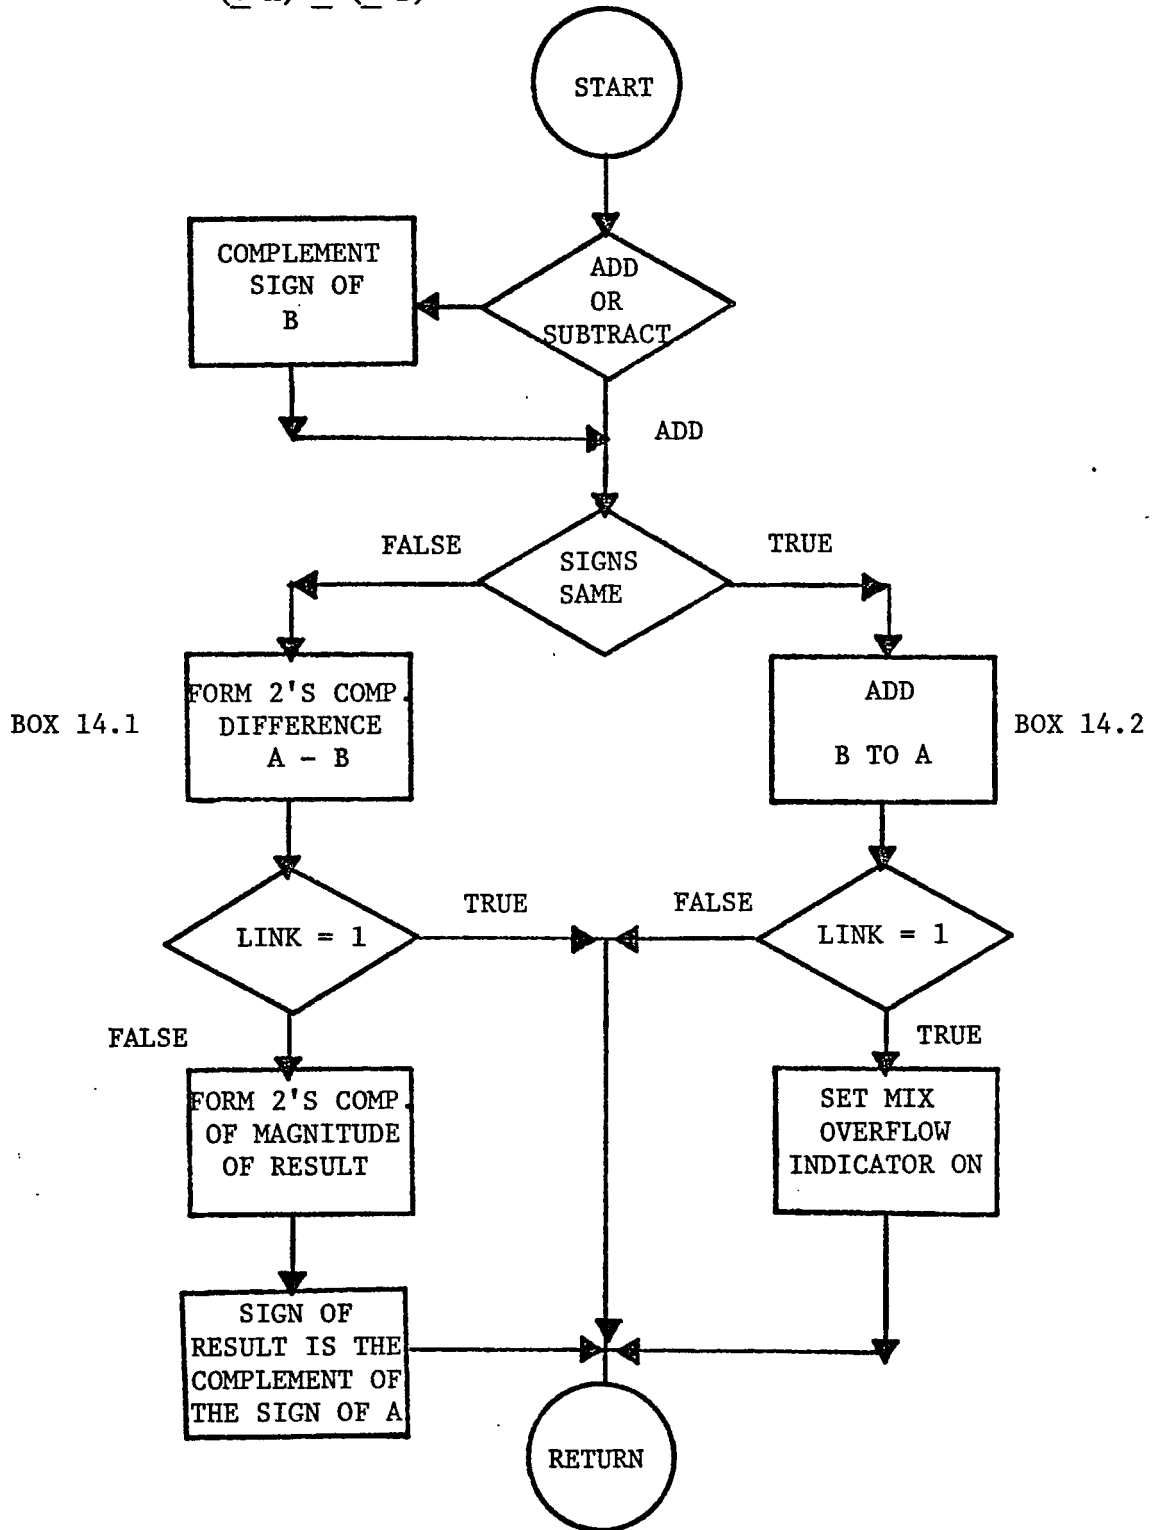 START
COMPLEMENT
SIGN OF
B
ADD
OR
SUBTRACT
ADD
FALSE
SIGNS
SAME
TRUE
BOX 14.1
FORM 2'S COMP.
DIFFERENCE
A - B
ADD
B TO A
BOX 14.2
LINK = 1
TRUE
FALSE
LINK = 1
FALSE
TRUE
FORM 2'S COMP.
OF MAGNITUDE
OF RESULT
SET MIX
OVERFLOW
INDICATOR ON
SIGN OF
RESULT IS THE
COMPLEMENT OF
THE SIGN OF A
RETURN